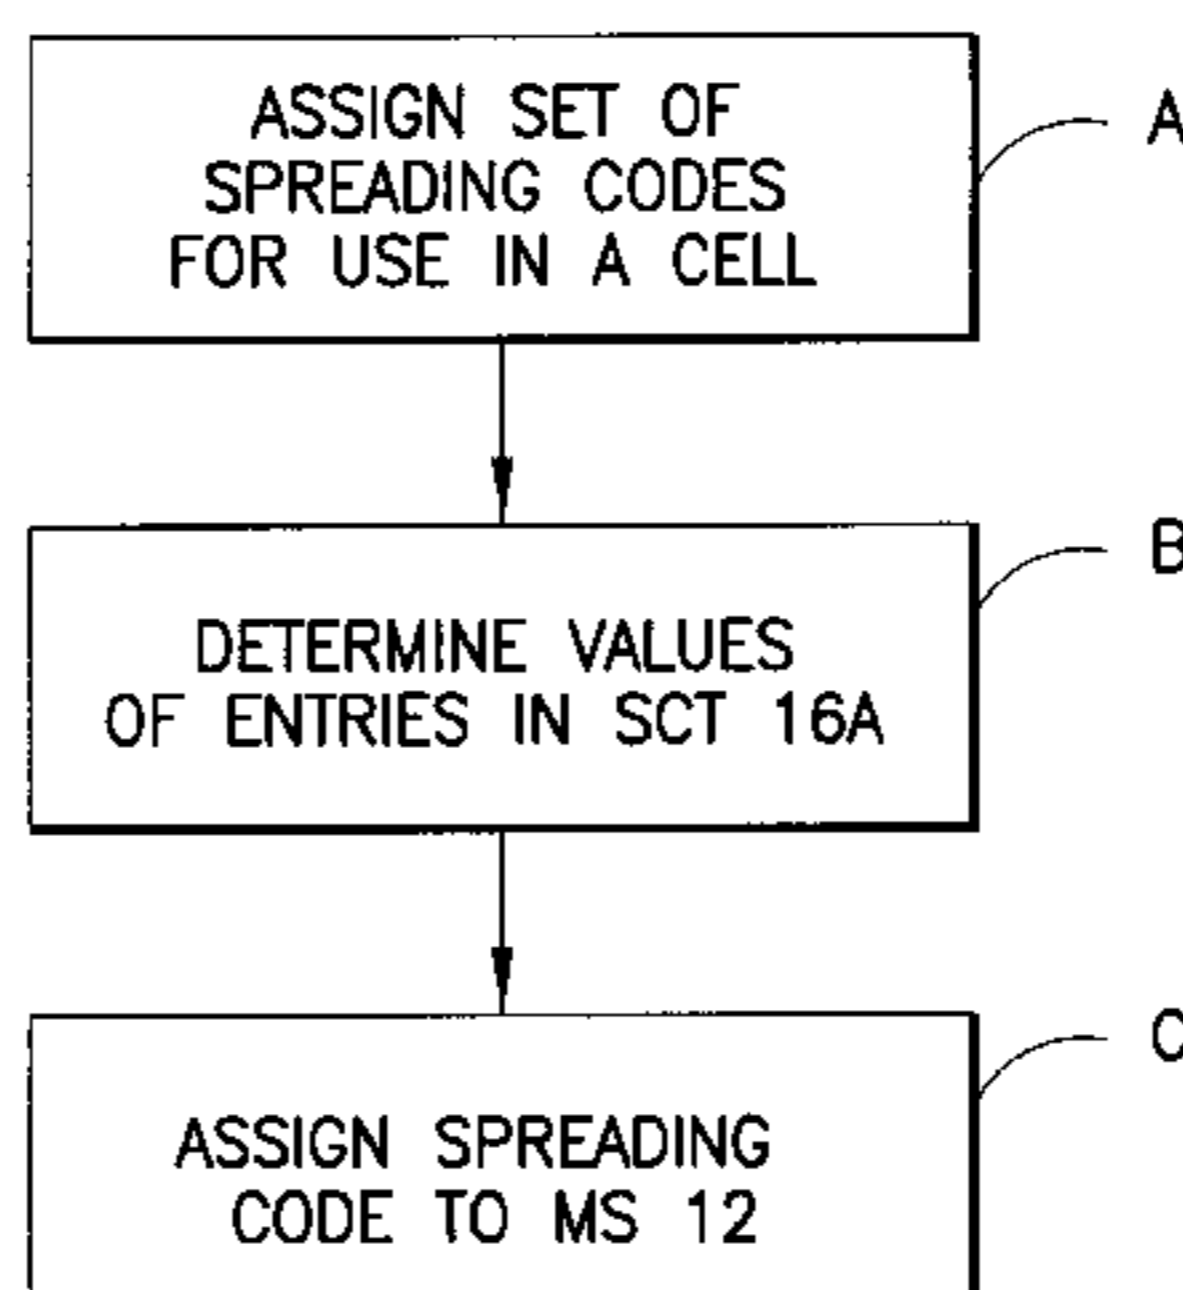 ASSIGN SET OF
SPREADING CODES
FOR USE IN A CELL
A
DETERMINE VALUES
OF ENTRIES IN SCT 16A
B
ASSIGN SPREADING
CODE TO MS 12
C